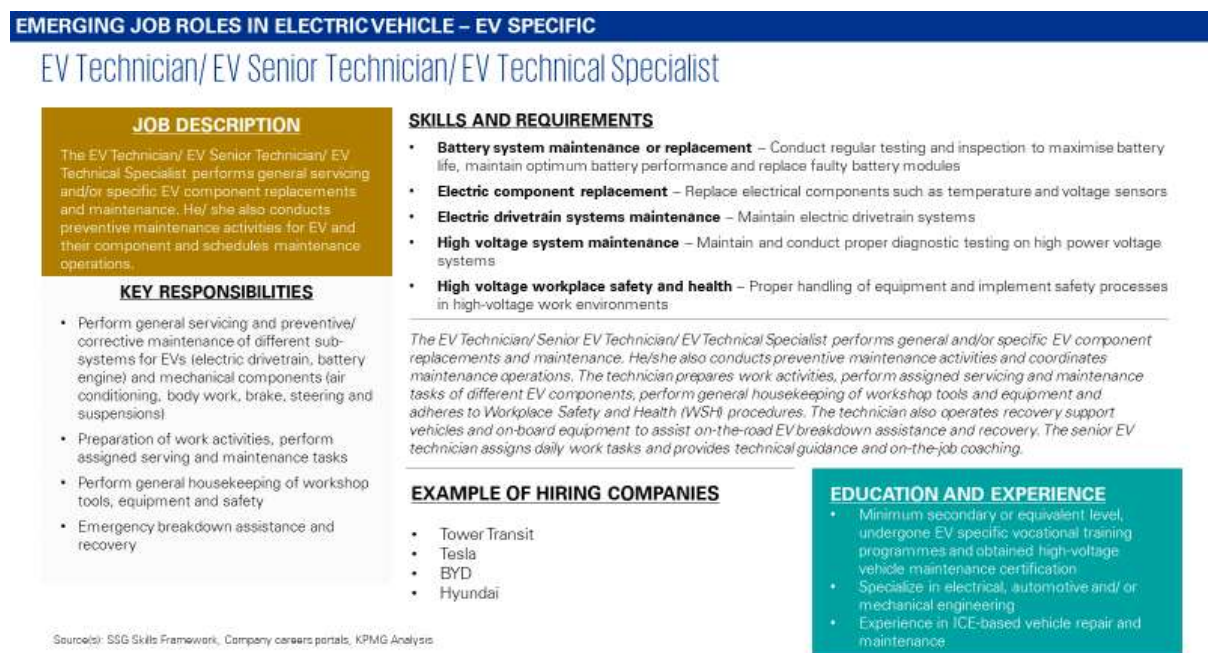 EMERGING JOB ROLES IN ELECTRIC VEHICLE – EV SPECIFIC
EV Technician/ EV Senior Technician/ EV Technical Specialist
JOB DESCRIPTION
The EV Technician/ EV Senior Technician/ EV
Technical Specialist performs general servicing
and/or specific EV component replacements
and maintenance. He/ she also conducts
preventive maintenance activities for EV and
their component and schedules maintenance
operations.
KEY RESPONSIBILITIES
• Perform general servicing and preventive/
corrective maintenance of different sub-
systems for EVs (electric drivetrain, battery
engine) and mechanical components (air
conditioning, body work, brake, steering and
suspensions)
• Preparation of work activities, perform
assigned serving and maintenance tasks
• Perform general housekeeping of workshop
tools, equipment and safety
• Emergency breakdown assistance and
recovery
SKILLS AND REQUIREMENTS
• Battery system maintenance or replacement – Conduct regular testing and inspection to maximise battery
life, maintain optimum battery performance and replace faulty battery modules
• Electric component replacement – Replace electrical components such as temperature and voltage sensors
• Electric drivetrain systems maintenance – Maintain electric drivetrain systems
• High voltage system maintenance – Maintain and conduct proper diagnostic testing on high power voltage
systems
• High voltage workplace safety and health – Proper handling of equipment and implement safety processes
in high-voltage work environments
The EV Technician/ Senior EV Technician/ EV Technical Specialist performs general and/or specific EV component
replacements and maintenance. He/she also conducts preventive maintenance activities and coordinates
maintenance operations. The technician prepares work activities, perform assigned servicing and maintenance
tasks of different EV components, perform general housekeeping of workshop tools and equipment and
adheres to Workplace Safety and Health (WSH) procedures. The technician also operates recovery support
vehicles and on-board equipment to assist on-the-road EV breakdown assistance and recovery. The senior EV
technician assigns daily work tasks and provides technical guidance and on-the-job coaching.
EXAMPLE OF HIRING COMPANIES
• Tower Transit
• Tesla
• BYD
• Hyundai
EDUCATION AND EXPERIENCE
• Minimum secondary or equivalent level,
undergone EV specific vocational training
programmes and obtained high-voltage
vehicle maintenance certification
• Specialize in electrical, automotive and/ or
mechanical engineering
• Experience in ICE-based vehicle repair and
maintenance
Source(s): SSG Skills Framework, Company careers portals, KPMG Analysis